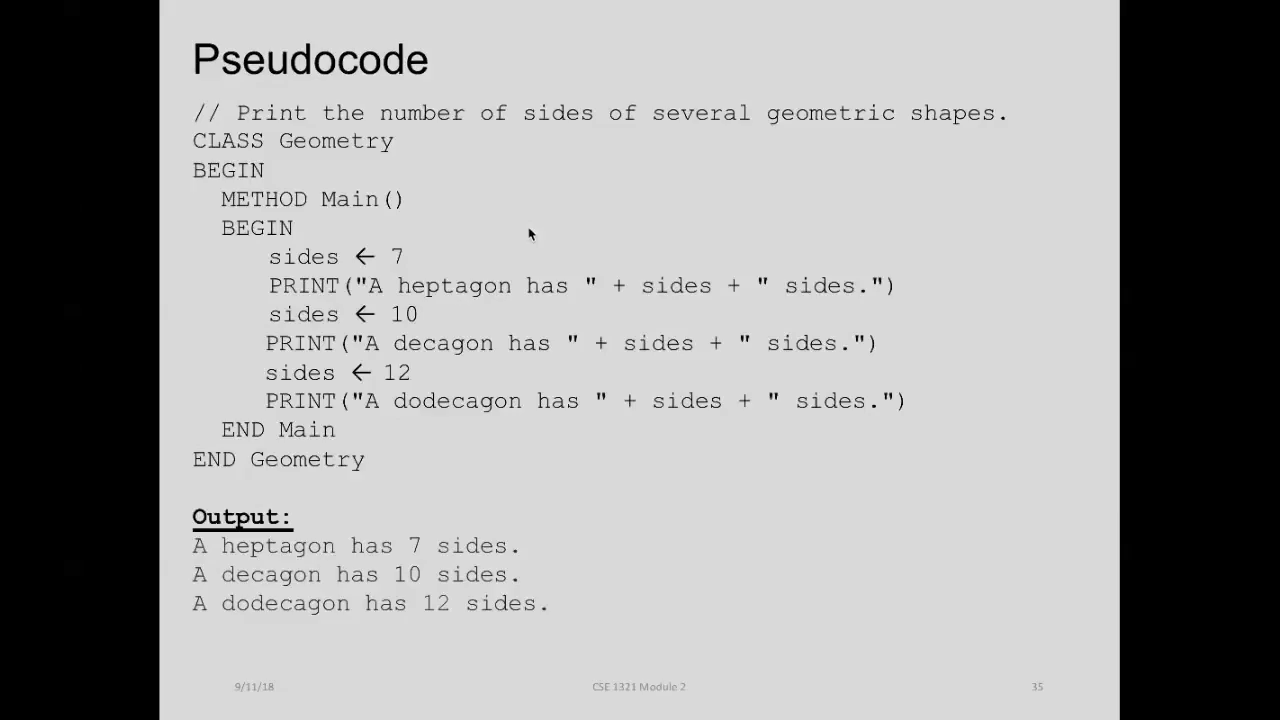 Pseudocode
// Print the number of sides of several geometric shapes.
CLASS Geometry
BEGIN
METHOD Main()
BEGIN
sides ← 7
PRINT("A heptagon has " + sides + " sides.")
sides ← 10
PRINT("A decagon has " + sides + " sides.")
sides ← 12
PRINT("A dodecagon has " + sides + " sides.")
END Main
END Geometry
Output:
A heptagon has 7 sides.
A decagon has 10 sides.
A dodecagon has 12 sides.
9/11/18 CSE 1321 Module 2 35